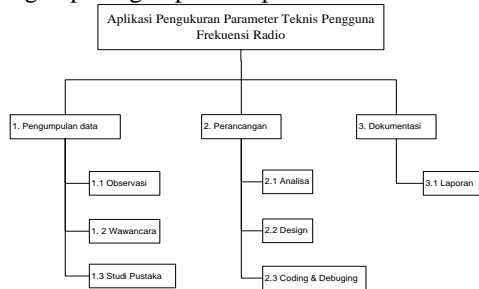 Aplikasi Pengukuran Parameter Teknis Pengguna
Frekuensi Radio
1. Pengumpulan data
2. Perancangan
3. Dokumentasi
1.1 Observasi
1. 2 Wawancara
1.3 Studi Pustaka
2.1 Analisa
2.2 Design
2.3 Coding & Debuging
3.1 Laporan